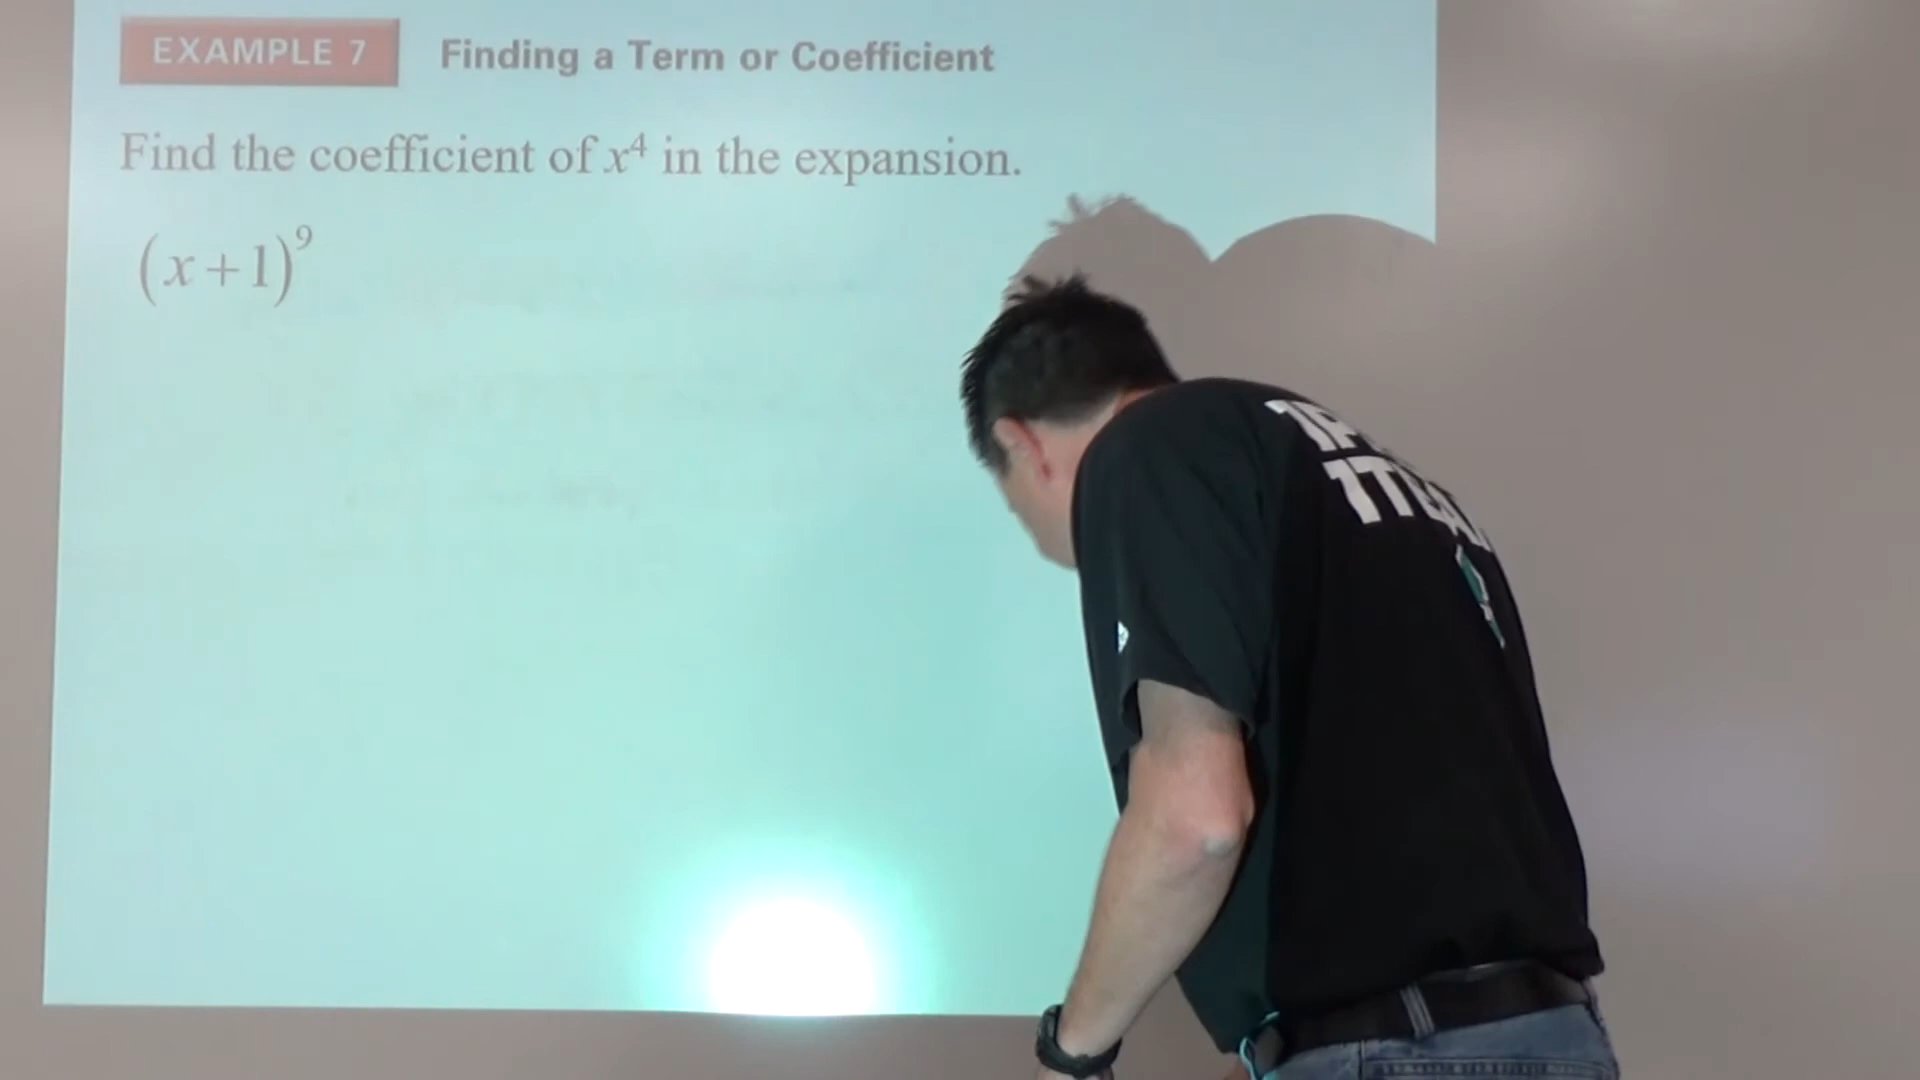 EXAMPLE 7 Finding a Term or Coefficient
Find the coefficient of x⁴ in the expansion.
(x+1)⁹